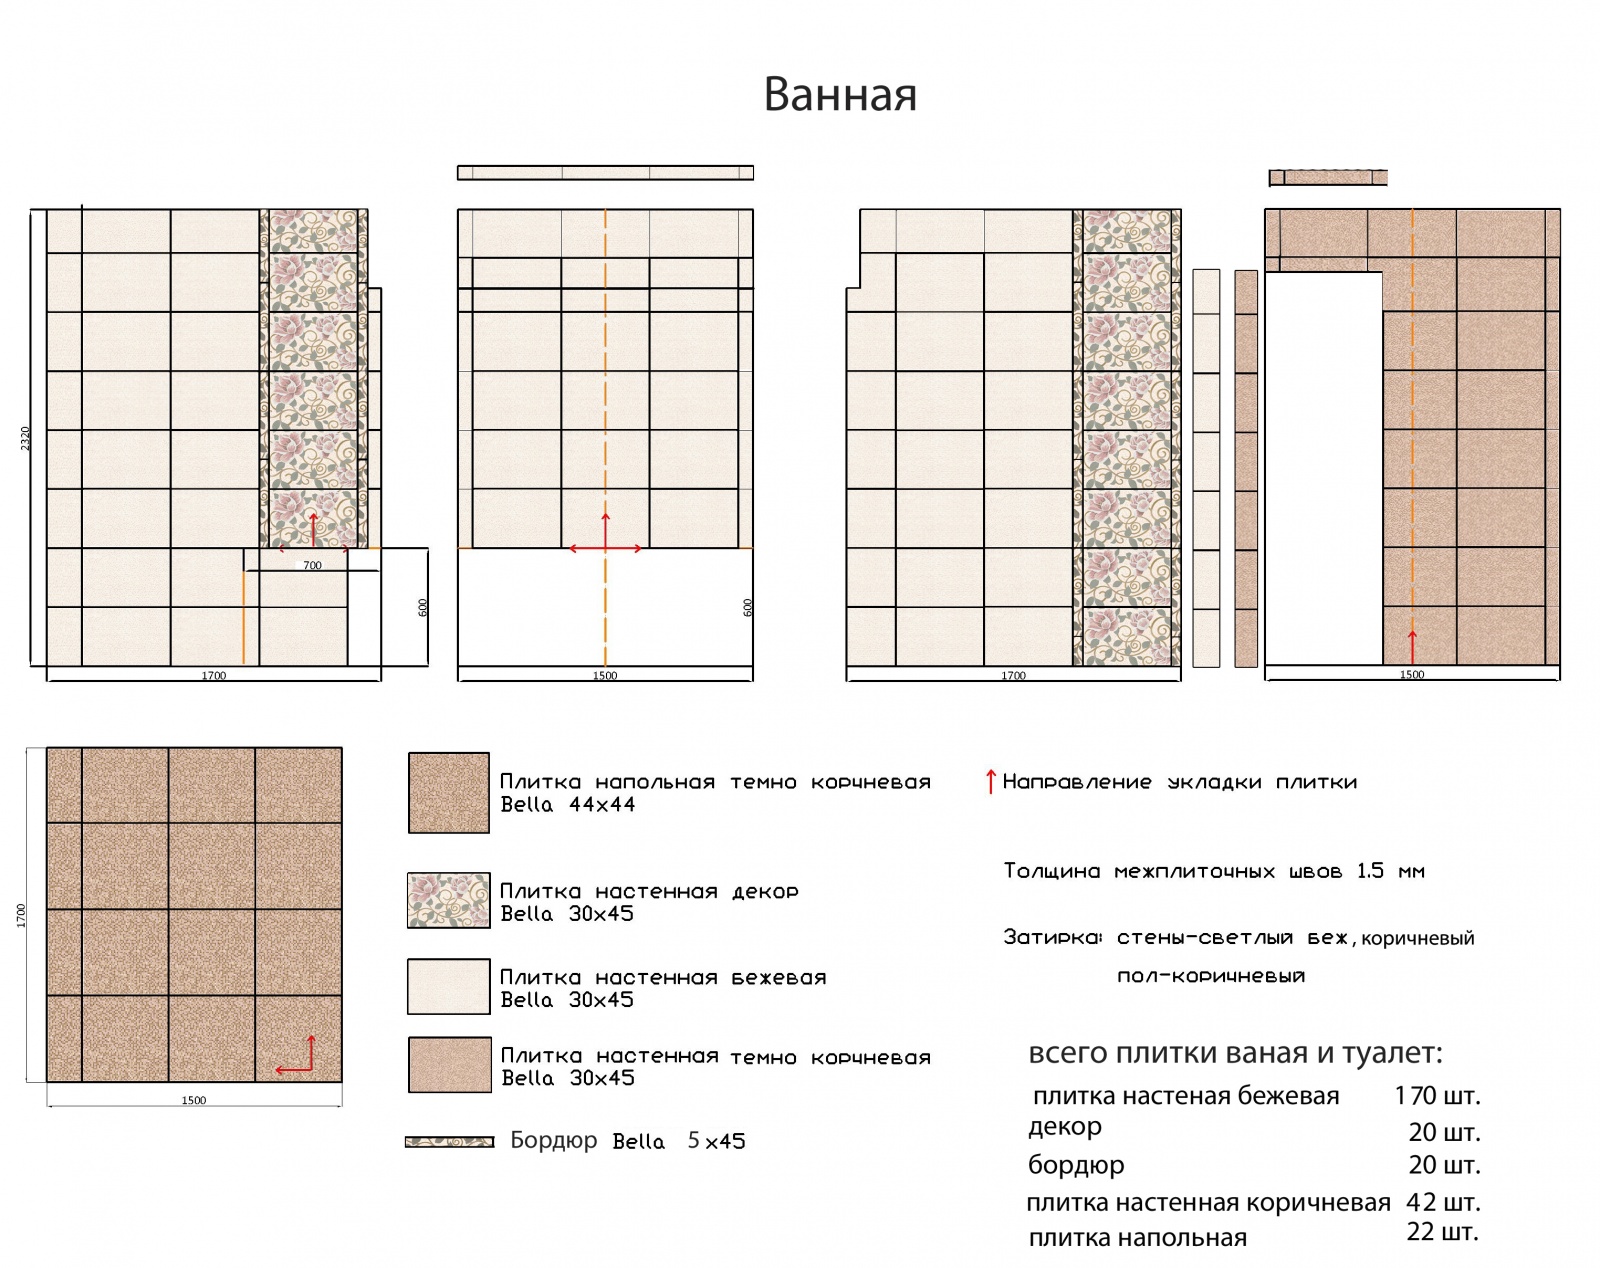 Ванная
2320
700
600
1700
600
1500
1700
1500
1700
1500
Плитка напольная темно корчневая
Bella 44x44
Плитка настенная декор
Bella 30x45
Плитка настенная бежевая
Bella 30x45
Плитка настенная темно корчневая
Bella 30x45
Бордюр Bella 5x45
Направление укладки плитки
Толщина межплиточных швов 1.5 мм
Затирка: стены-светлый беж, коричневый
пол-коричневый
всего плитки ваная и туалет:
плитка настеная бежевая 170 шт.
декор 20 шт.
бордюр 20 шт.
плитка настенная коричневая 42 шт.
плитка напольная 22 шт.